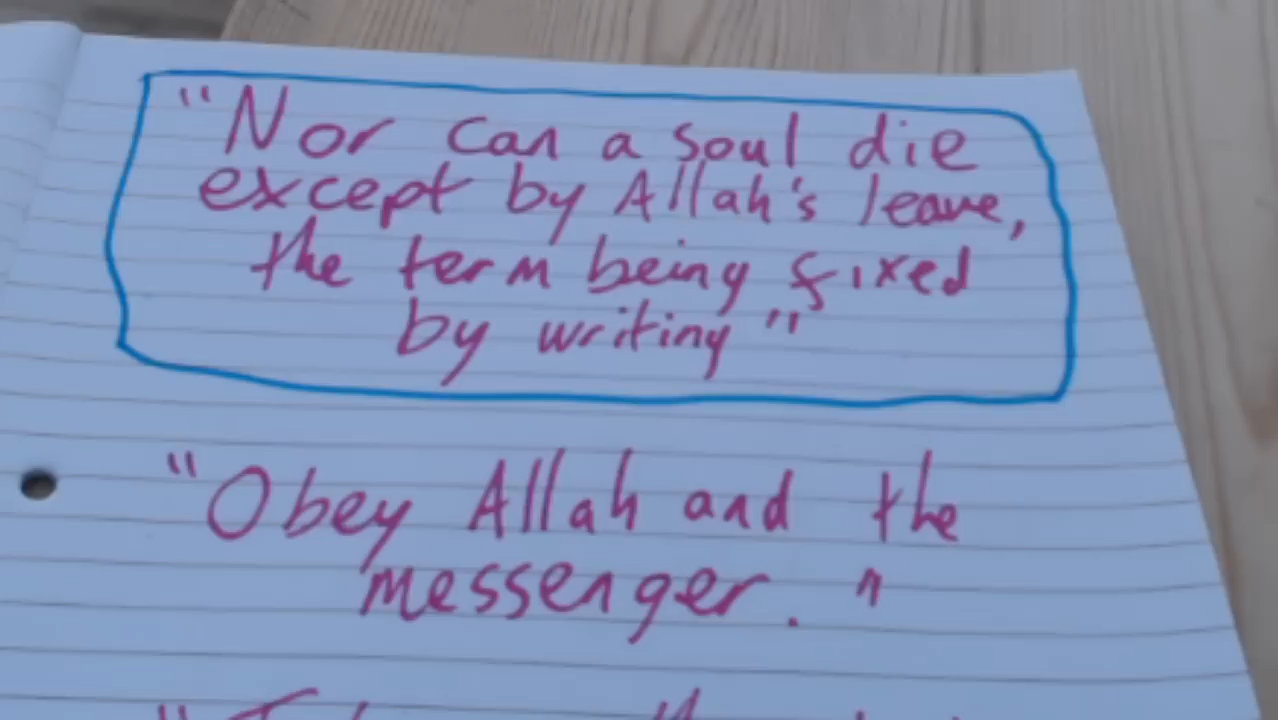 "Nor can a soul die
except by Allah's leave,
the term being fixed
by writing"
"Obey Allah and the
messenger."